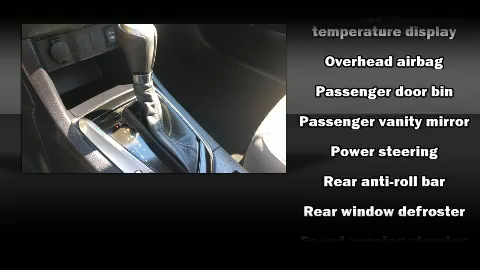 temperature display
Overhead airbag
Passenger door bin
Passenger vanity mirror
Power steering
Rear anti-roll bar
Rear window defroster